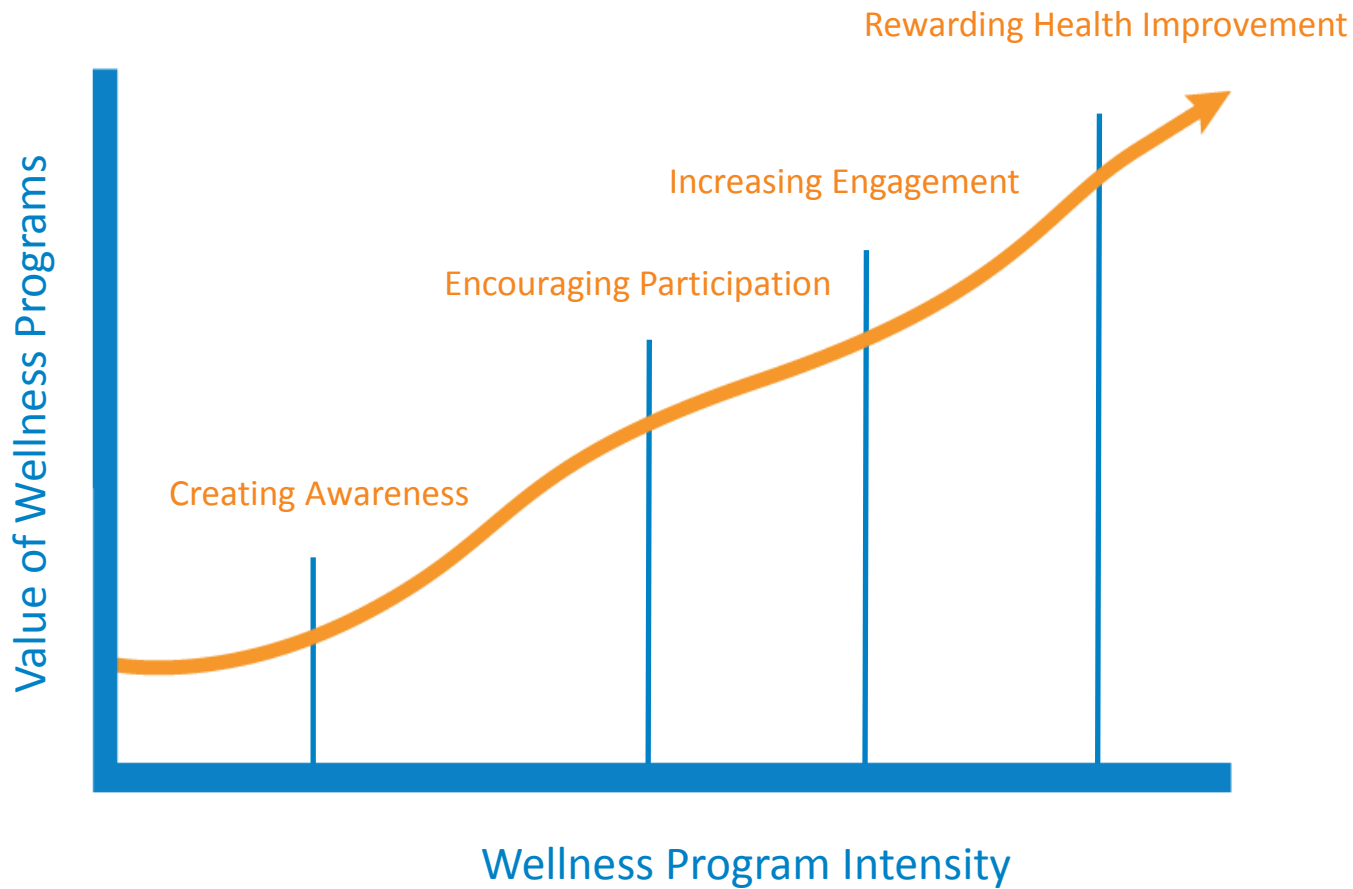 Rewarding Health Improvement
Increasing Engagement
Encouraging Participation
Creating Awareness
Value of Wellness Programs
Wellness Program Intensity